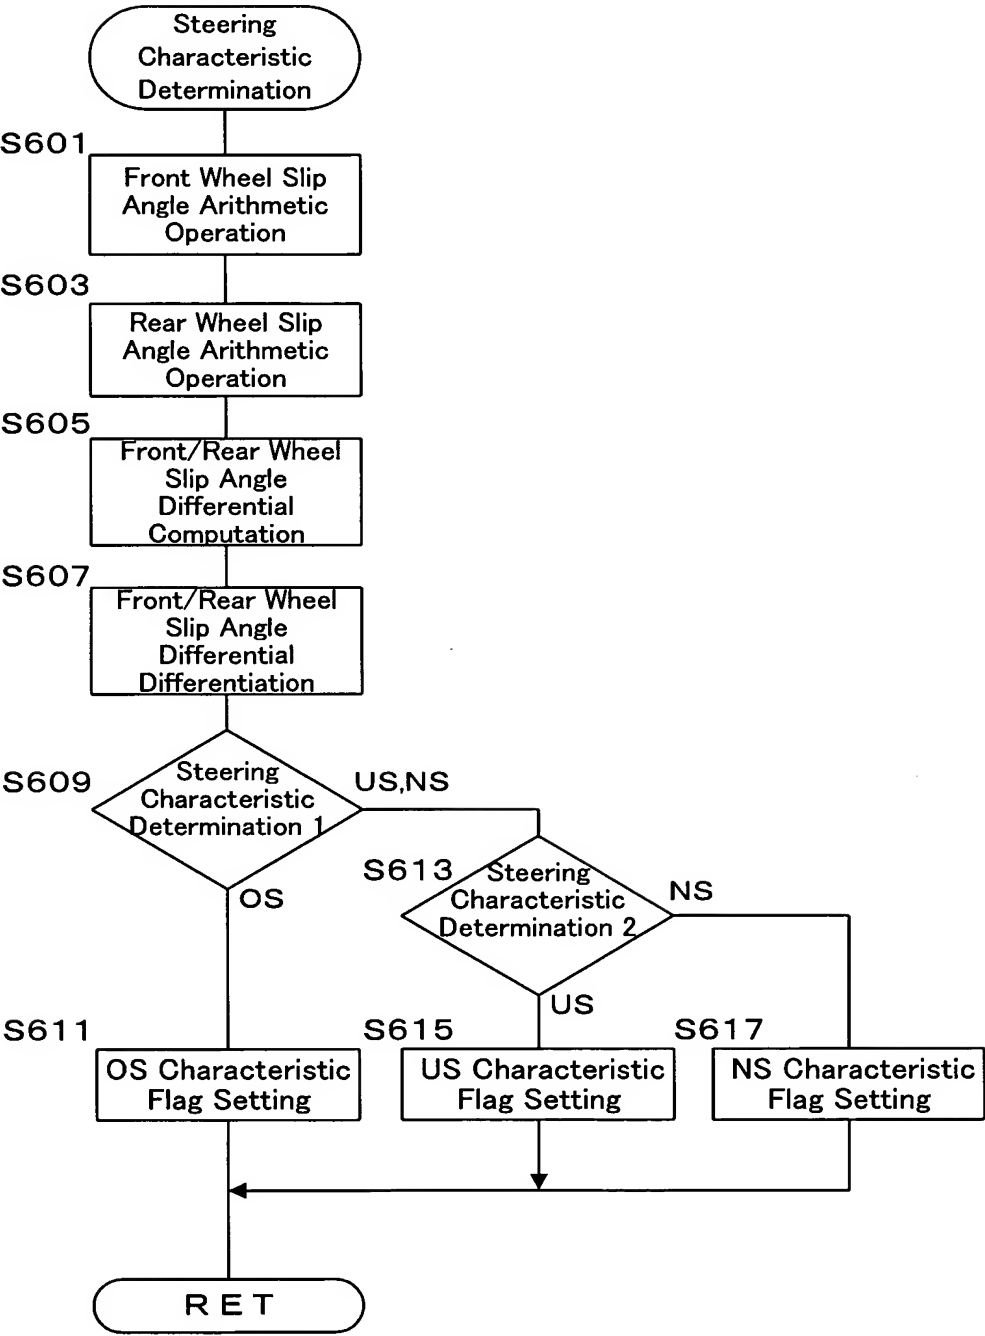 Steering
Characteristic
Determination
S601
Front Wheel Slip
Angle Arithmetic
Operation
S603
Rear Wheel Slip
Angle Arithmetic
Operation
S605
Front/Rear Wheel
Slip Angle
Differential
Computation
S607
Front/Rear Wheel
Slip Angle
Differential
Differentiation
S609
Steering
Characteristic
Determination 1
US,NS
OS
S613
Steering
Characteristic
Determination 2
NS
US
S611
OS Characteristic
Flag Setting
S615
US Characteristic
Flag Setting
S617
NS Characteristic
Flag Setting
RET